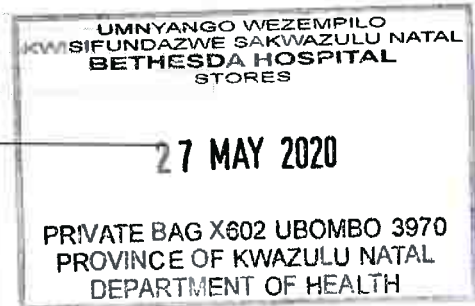 UMNYANGO WEZEMPILO
KWISIFUNDAZWE SAKWAZULU NATAL
BETHESDA HOSPITAL
STORES
27 MAY 2020
PRIVATE BAG X602 UBOMBO 3970
PROVINCE OF KWAZULU NATAL
DEPARTMENT OF HEALTH